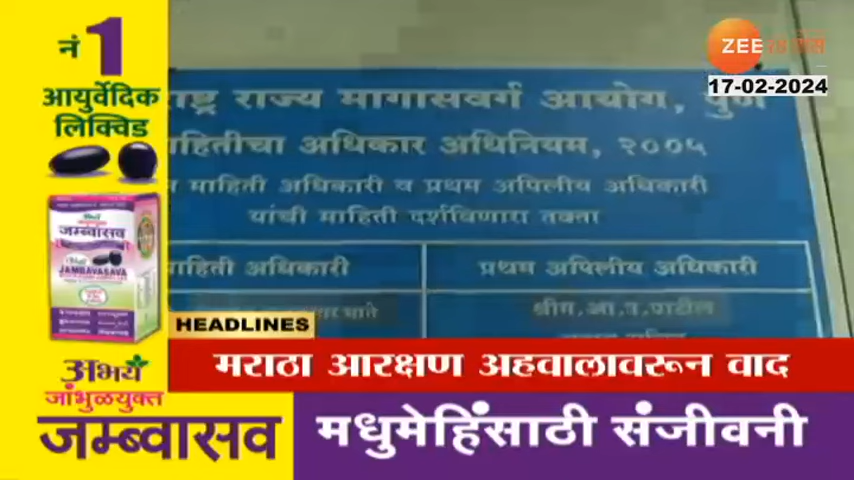 नं 1
आयुर्वेदिक
लिक्विड
जम्ब्वासव
JAMBAVASAVA
अभय
जांभुळयुक्त
जम्ब्वासव
ZEE २४ तास
17-02-2024
राज्य मागासवर्ग आयोग, पुणे
अधिकार अधिनियम, २००५
माहिती अधिकारी व प्रथम अपिलीय अधिकारी
यांची माहिती दर्शविणारा तक्ता
माहिती अधिकारी
प्रथम अपिलीय अधिकारी
श्रीम.आ.व.पाटील
HEADLINES
मराठा आरक्षण अहवालावरून वाद
मधुमेहिंसाठी संजीवनी